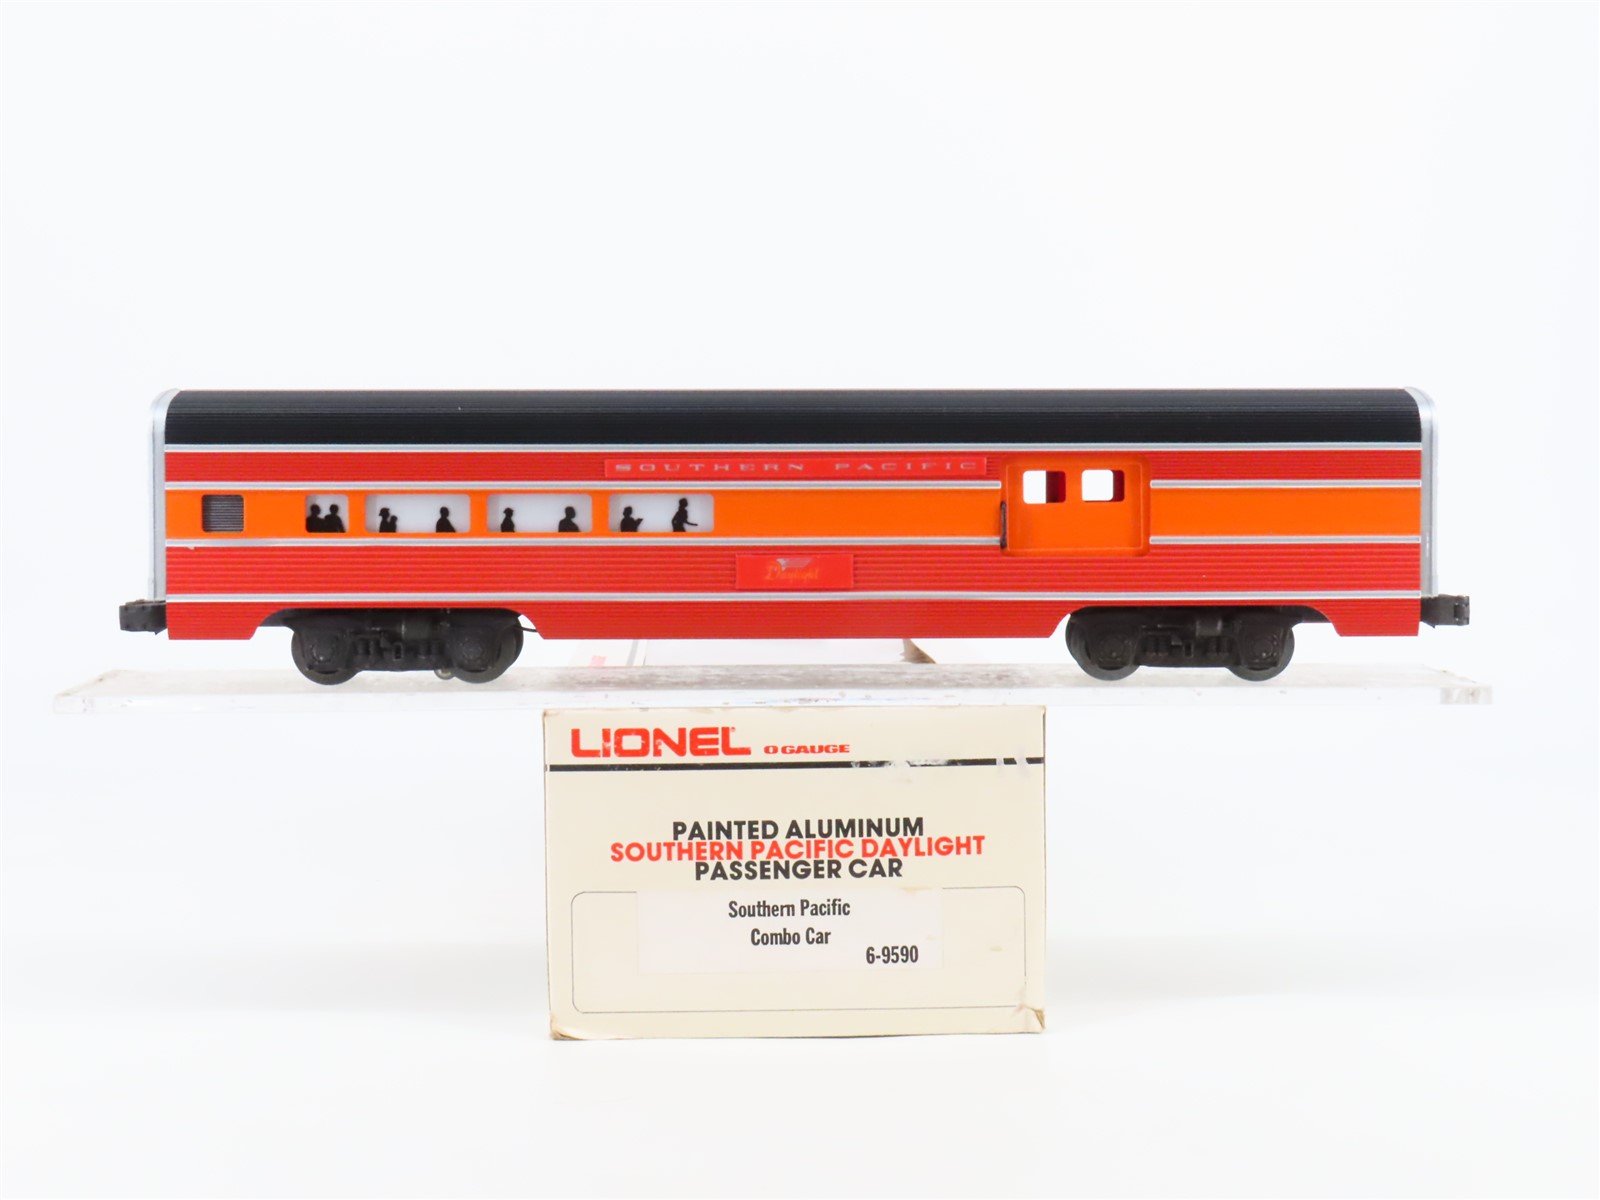 SOUTHERN PACIFIC
Daylight
LIONEL O GAUGE
PAINTED ALUMINUM
SOUTHERN PACIFIC DAYLIGHT
PASSENGER CAR
Southern Pacific
Combo Car
6-9590